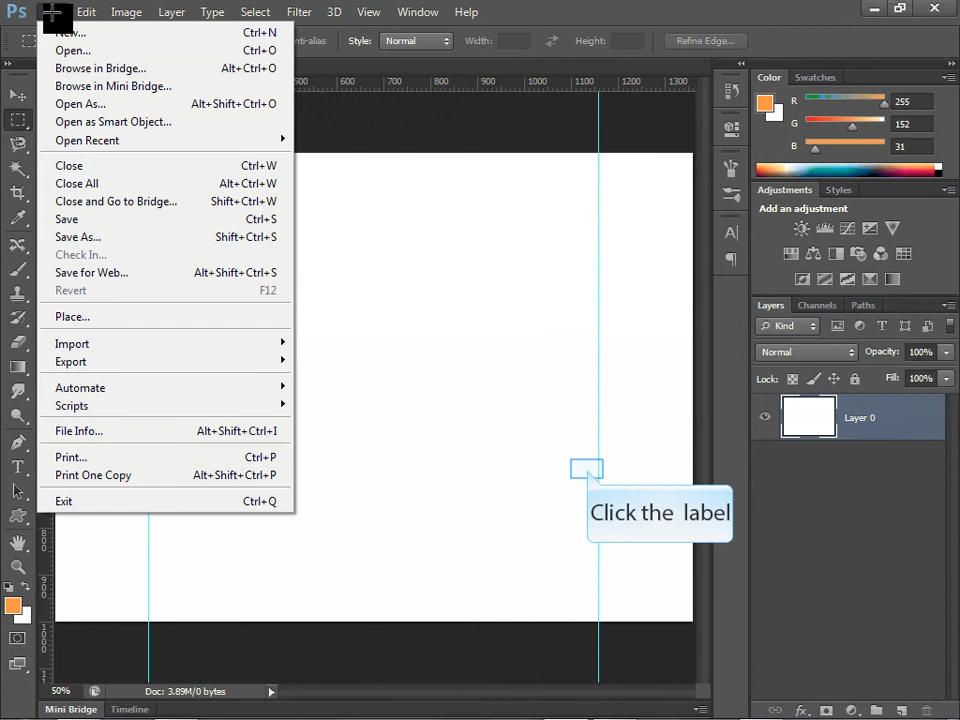 Ps Edit Image Layer Type Select Filter 3D View Window Help
New... Ctrl+N
Open... Ctrl+O
Browse in Bridge... Alt+Ctrl+O
Browse in Mini Bridge...
Open As... Alt+Shift+Ctrl+O
Open as Smart Object...
Open Recent
Close Ctrl+W
Close All Alt+Ctrl+W
Close and Go to Bridge... Shift+Ctrl+W
Save Ctrl+S
Save As... Shift+Ctrl+S
Check In...
Save for Web... Alt+Shift+Ctrl+S
Revert F12
Place...
Import
Export
Automate
Scripts
File Info... Alt+Shift+Ctrl+I
Print... Ctrl+P
Print One Copy Alt+Shift+Ctrl+P
Exit Ctrl+Q
nti-alias Style: Normal Width: Height: Refine Edge...
500 600 700 800 900 1000 1100 1200 1300
800
900
1000
11
Click the label
Color Swatches
R 255
G 152
B 31
Adjustments Styles
Add an adjustment
Layers Channels Paths
Kind
Normal Opacity: 100%
Lock: Fill: 100%
Layer 0
50% Doc: 3.89M/0 bytes
Mini Bridge Timeline